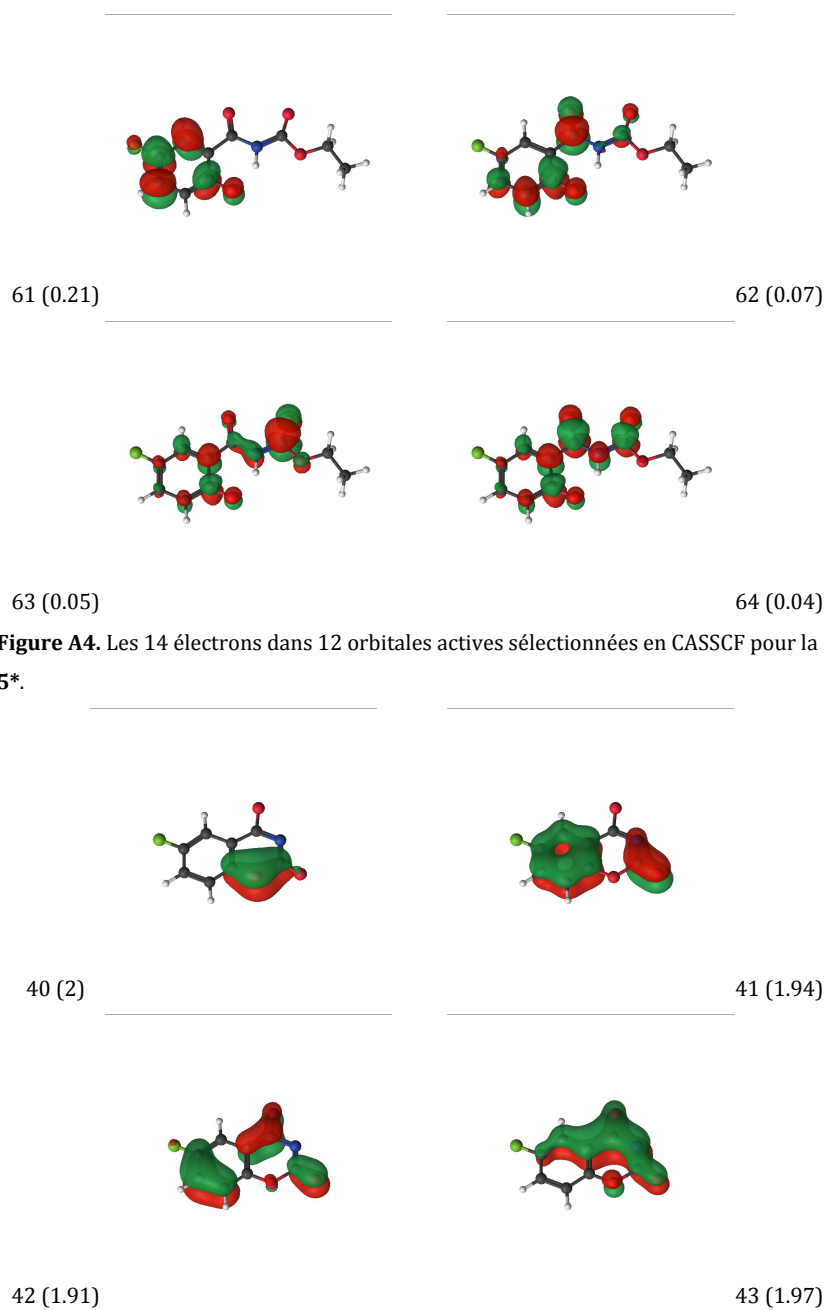 61 (0.21) 62 (0.07)
63 (0.05) 64 (0.04)
Figure A4. Les 14 électrons dans 12 orbitales actives sélectionnées en CASSCF pour la
5*.
40 (2) 41 (1.94)
42 (1.91) 43 (1.97)